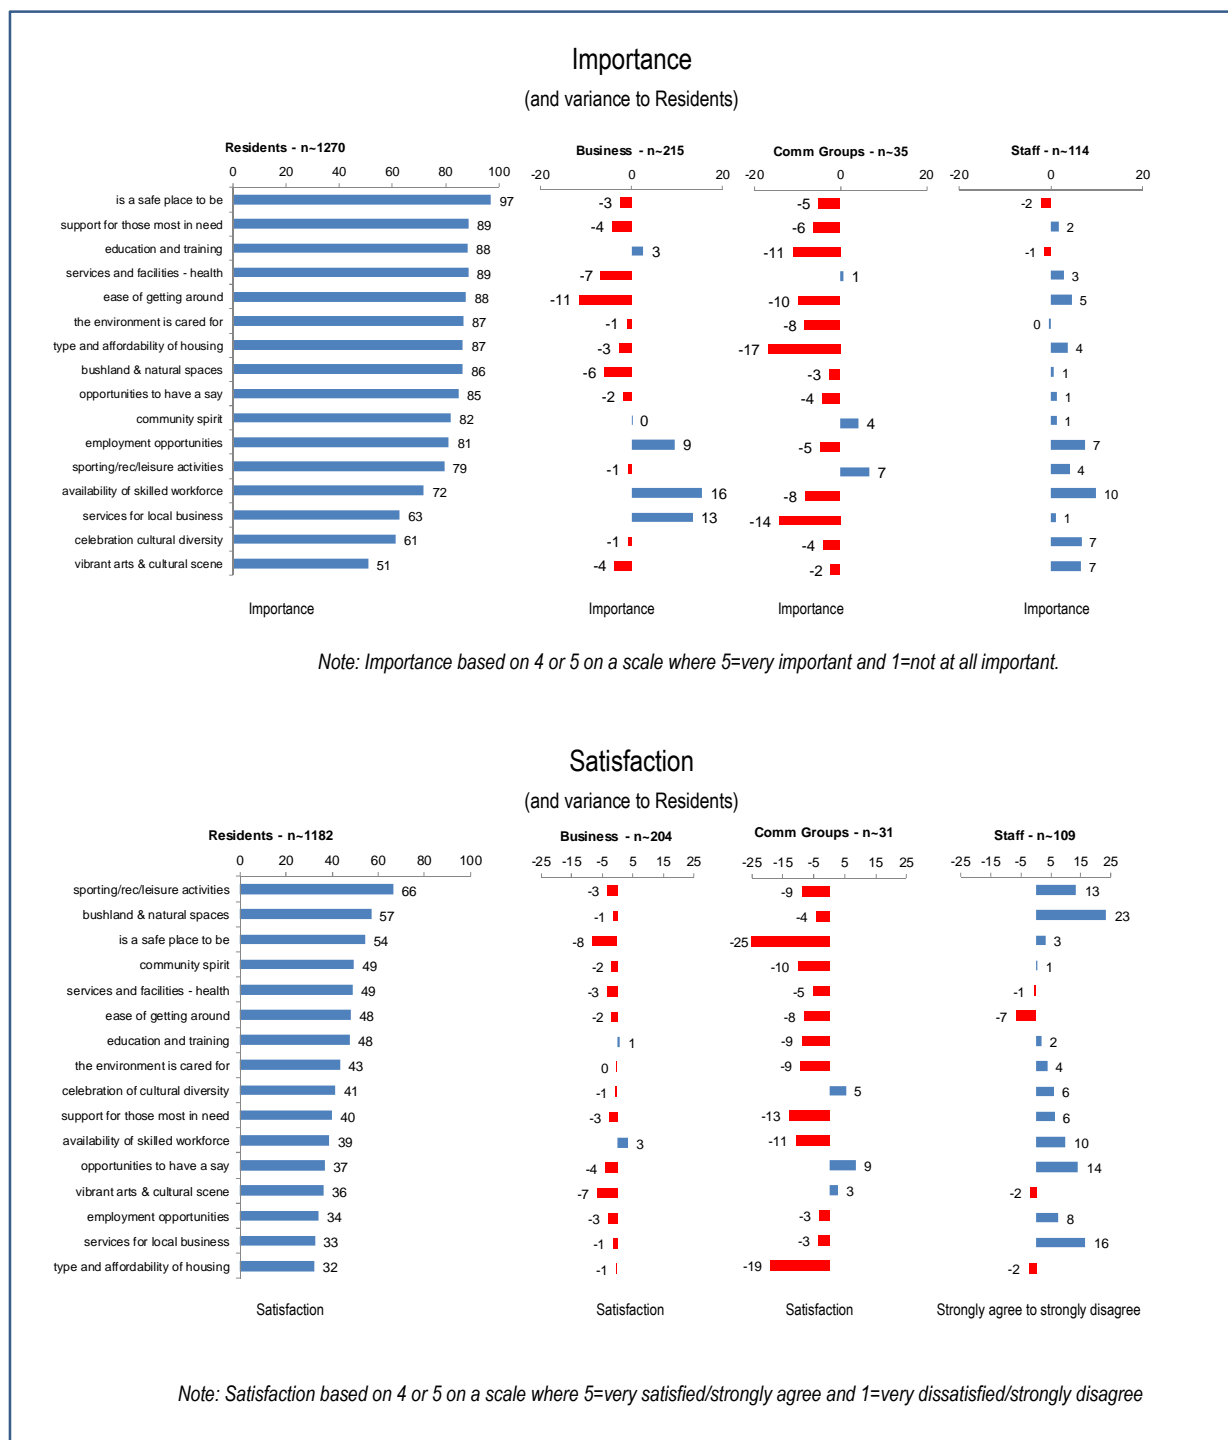 Importance
(and variance to Residents)
Residents - n~1270 Business - n~215 Comm Groups - n~35 Staff - n~114
0 20 40 60 80 100 -20 0 20 -20 0 20 -20 0 20
is a safe place to be 97 -3 -5 -2
support for those most in need 89 -4 -6 2
education and training 88 3 -11 -1
services and facilities - health 89 -7 1 3
ease of getting around 88 -11 -10 5
the environment is cared for 87 -1 -8 0
type and affordability of housing 87 -3 -17 4
bushland & natural spaces 86 -6 -3 1
opportunities to have a say 85 -2 -4 1
community spirit 82 0 4 1
employment opportunities 81 9 -5 7
sporting/rec/leisure activities 79 -1 7 4
availability of skilled workforce 72 16 -8 10
services for local business 63 13 -14 1
celebration cultural diversity 61 -1 -4 7
vibrant arts & cultural scene 51 -4 -2 7
Importance Importance Importance Importance
Note: Importance based on 4 or 5 on a scale where 5=very important and 1=not at all important.
Satisfaction
(and variance to Residents)
Residents - n~1182 Business - n~204 Comm Groups - n~31 Staff - n~109
0 20 40 60 80 100 -25 -15 -5 5 15 25 -25 -15 -5 5 15 25 -25 -15 -5 5 15 25
sporting/rec/leisure activities 66 -3 -9 13
bushland & natural spaces 57 -1 -4 23
is a safe place to be 54 -8 -25 3
community spirit 49 -2 -10 1
services and facilities - health 49 -3 -5 -1
ease of getting around 48 -2 -8 -7
education and training 48 1 -9 2
the environment is cared for 43 0 -9 4
celebration of cultural diversity 41 -1 5 6
support for those most in need 40 -3 -13 6
availability of skilled workforce 39 3 -11 10
opportunities to have a say 37 -4 9 14
vibrant arts & cultural scene 36 -7 3 -2
employment opportunities 34 -3 -3 8
services for local business 33 -1 -3 16
type and affordability of housing 32 -1 -19 -2
Satisfaction Satisfaction Satisfaction Strongly agree to strongly disagree
Note: Satisfaction based on 4 or 5 on a scale where 5=very satisfied/strongly agree and 1=very dissatisfied/strongly disagree